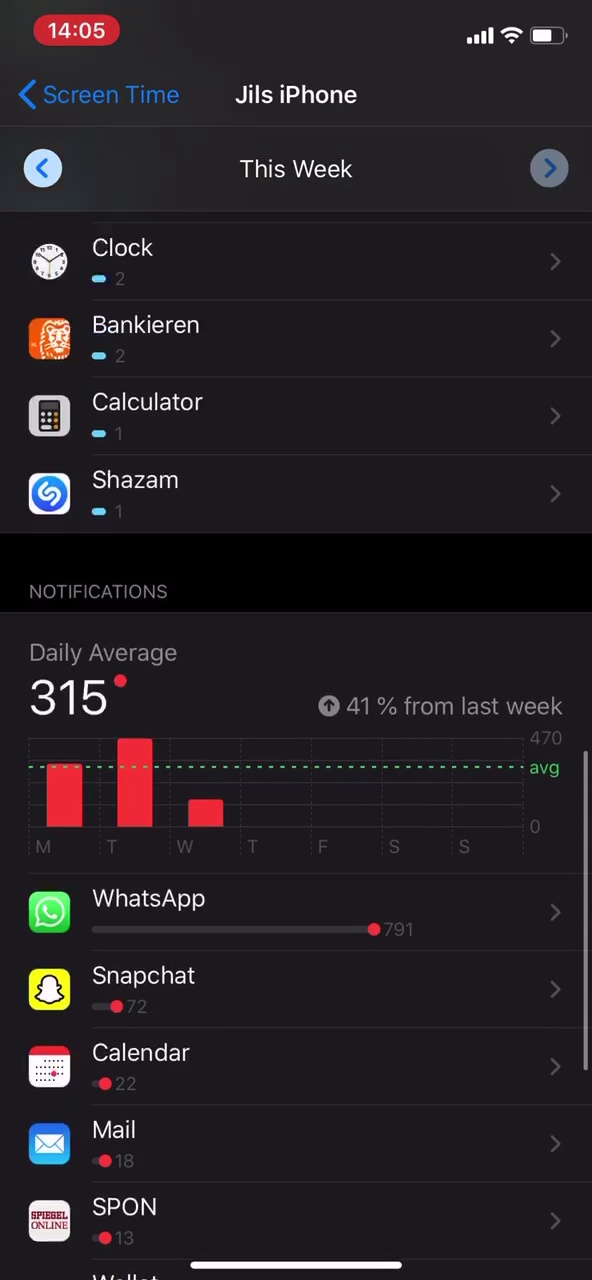 14:05
Screen Time
Jils iPhone
This Week
Clock
2
Bankieren
2
Calculator
1
Shazam
1
NOTIFICATIONS
Daily Average
315
41 % from last week
470
avg
0
M T W T F S S
WhatsApp
791
Snapchat
72
Calendar
22
Mail
18
SPIEGEL
ONLINE
SPON
13
Wallet